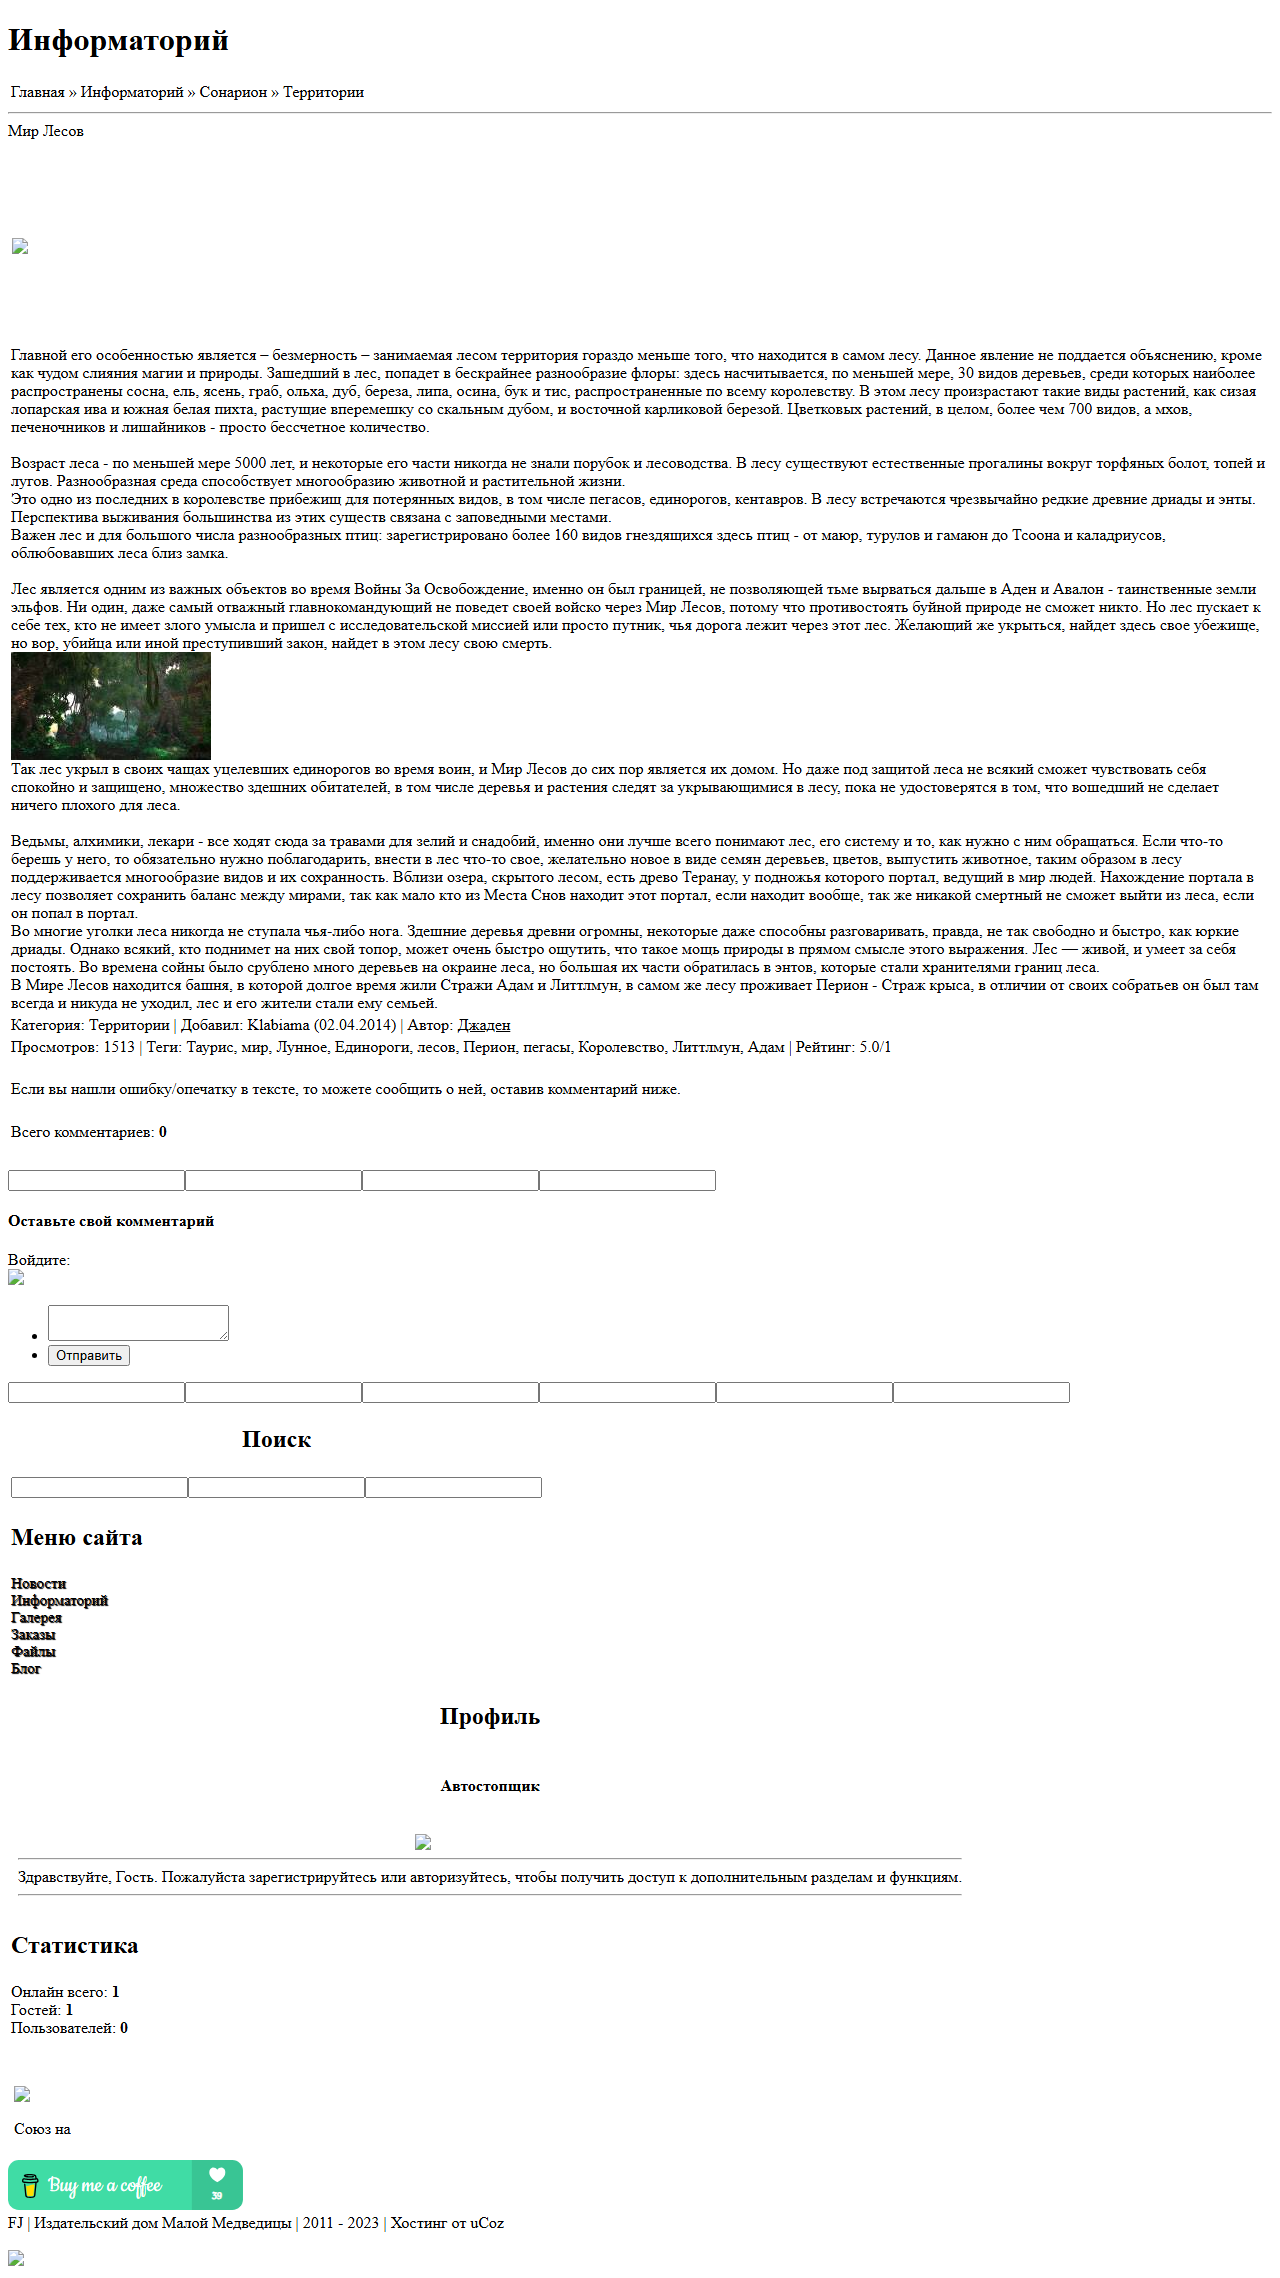 Информаторий
Главная » Информаторий » Сонарион » Территории
Мир Лесов
Главной его особенностью является – безмерность – занимаемая лесом территория гораздо меньше того, что находится в самом лесу. Данное явление не поддается объяснению, кроме
как чудом слияния магии и природы. Зашедший в лес, попадет в бескрайнее разнообразие флоры: здесь насчитывается, по меньшей мере, 30 видов деревьев, среди которых наиболее
распространены сосна, ель, ясень, граб, ольха, дуб, береза, липа, осина, бук и тис, распространенные по всему королевству. В этом лесу произрастают такие виды растений, как сизая
лопарская ива и южная белая пихта, растущие вперемешку со скальным дубом, и восточной карликовой березой. Цветковых растений, в целом, более чем 700 видов, а мхов,
печеночников и лишайников - просто бессчетное количество.
Возраст леса - по меньшей мере 5000 лет, и некоторые его части никогда не знали порубок и лесоводства. В лесу существуют естественные прогалины вокруг торфяных болот, топей и
лугов. Разнообразная среда способствует многообразию животной и растительной жизни.
Это одно из последних в королевстве прибежищ для потерянных видов, в том числе пегасов, единорогов, кентавров. В лесу встречаются чрезвычайно редкие древние дриады и энты.
Перспектива выживания большинства из этих существ связана с заповедными местами.
Важен лес и для большого числа разнообразных птиц: зарегистрировано более 160 видов гнездящихся здесь птиц - от маюр, турулов и гамаюн до Тсоона и каладриусов,
облюбовавших леса близ замка.
Лес является одним из важных объектов во время Войны За Освобождение, именно он был границей, не позволяющей тьме вырваться дальше в Аден и Авалон - таинственные земли
эльфов. Ни один, даже самый отважный главнокомандующий не поведет своей войско через Мир Лесов, потому что противостоять буйной природе не сможет никто. Но лес пускает к
себе тех, кто не имеет злого умысла и пришел с исследовательской миссией или просто путник, чья дорога лежит через этот лес. Желающий же укрыться, найдет здесь свое убежище,
но вор, убийца или иной преступивший закон, найдет в этом лесу свою смерть.
Так лес укрыл в своих чащах уцелевших единорогов во время воин, и Мир Лесов до сих пор является их домом. Но даже под защитой леса не всякий сможет чувствовать себя
спокойно и защищено, множество здешних обитателей, в том числе деревья и растения следят за укрывающимися в лесу, пока не удостоверятся в том, что вошедший не сделает
ничего плохого для леса.
Ведьмы, алхимики, лекари - все ходят сюда за травами для зелий и снадобий, именно они лучше всего понимают лес, его систему и то, как нужно с ним обращаться. Если что-то
берешь у него, то обязательно нужно поблагодарить, внести в лес что-то свое, желательно новое в виде семян деревьев, цветов, выпустить животное, таким образом в лесу
поддерживается многообразие видов и их сохранность. Вблизи озера, скрытого лесом, есть древо Теранау, у подножья которого портал, ведущий в мир людей. Нахождение портала в
лесу позволяет сохранить баланс между мирами, так как мало кто из Места Снов находит этот портал, если находит вообще, так же никакой смертный не сможет выйти из леса, если
он попал в портал.
Во многие уголки леса никогда не ступала чья-либо нога. Здешние деревья древни огромны, некоторые даже способны разговаривать, правда, не так свободно и быстро, как юркие
дриады. Однако всякий, кто поднимет на них свой топор, может очень быстро ощутить, что такое мощь природы в прямом смысле этого выражения. Лес — живой, и умеет за себя
постоять. Во времена сойны было срублено много деревьев на окраине леса, но большая их части обратилась в энтов, которые стали хранителями границ леса.
В Мире Лесов находится башня, в которой долгое время жили Стражи Адам и Литтлмун, в самом же лесу проживает Перион - Страж крыса, в отличии от своих собратьев он был там
всегда и никуда не уходил, лес и его жители стали ему семьей.
Категория: Территории | Добавил: Klabiama (02.04.2014) | Автор: Джаден
Просмотров: 1513 | Теги: Таурис, мир, Лунное, Единороги, лесов, Перион, пегасы, Королевство, Литтлмун, Адам | Рейтинг: 5.0/1
Если вы нашли ошибку/опечатку в тексте, то можете сообщить о ней, оставив комментарий ниже.
Всего комментариев: 0
Оставьте свой комментарий
Войдите:
Отправить
Поиск
Меню сайта
Новости
Информаторий
Галерея
Заказы
Файлы
Блог
Профиль
Автостопщик
Здравствуйте, Гость. Пожалуйста зарегистрируйтесь или авторизуйтесь, чтобы получить доступ к дополнительным разделам и функциям.
Статистика
Онлайн всего: 1
Гостей: 1
Пользователей: 0
Союз на
Buy me a coffee
39
FJ | Издательский дом Малой Медведицы | 2011 - 2023 | Хостинг от uCoz